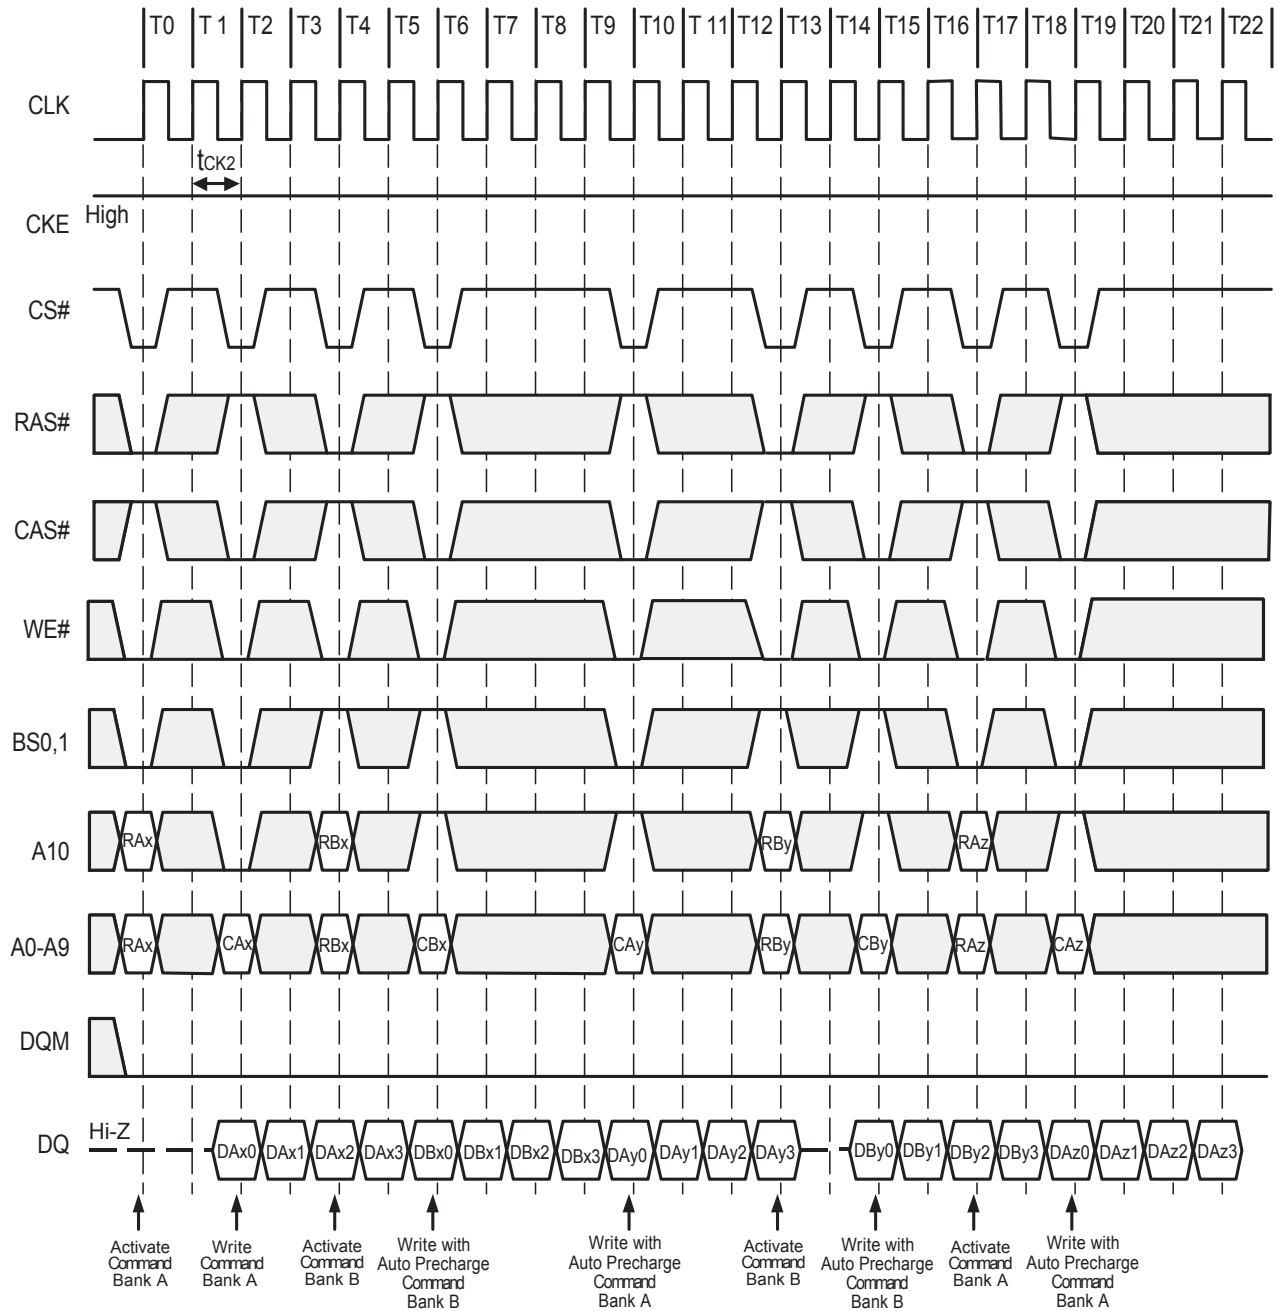 T0 T 1 T2 T3 T4 T5 T6 T7 T8 T9 T10 T 11 T12 T13 T14 T15 T16 T17 T18 T19 T20 T21 T22
CLK
tCK2
High
CKE
CS#
RAS#
CAS#
WE#
BS0,1
A10 RAx RBx RBy RAz
A0-A9 RAx CAx RBx CBx CAy RBy CBy RAz CAz
DQM
Hi-Z
DQ DAx0 DAx1 DAx2 DAx3 DBx0 DBx1 DBx2 DBx3 DAy0 DAy1 DAy2 DAy3 DBy0 DBy1 DBy2 DBy3 DAz0 DAz1 DAz2 DAz3
Activate
Command
Bank A
Write
Command
Bank A
Activate
Command
Bank B
Write with
Auto Precharge
Command
Bank B
Write with
Auto Precharge
Command
Bank A
Activate
Command
Bank B
Write with
Auto Precharge
Command
Bank B
Activate
Command
Bank A
Write with
Auto Precharge
Command
Bank A